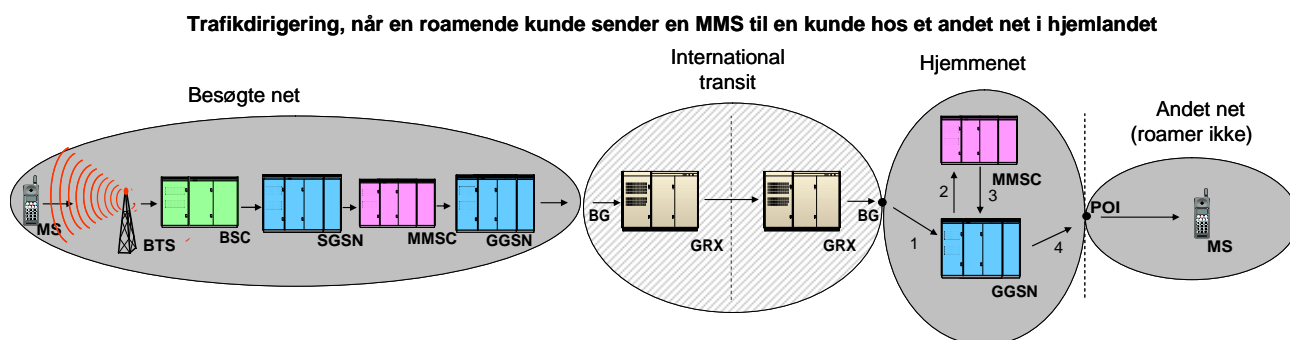 Trafikdirigering, når en roamende kunde sender en MMS til en kunde hos et andet net i hjemlandet
Besøgte net
International
transit
Hjemmenet
Andet net
(roamer ikke)
MS
BTS
BSC
SGSN
MMSC
GGSN
BG
GRX
GRX
BG
1
2
3
MMSC
GGSN
4
POI
MS